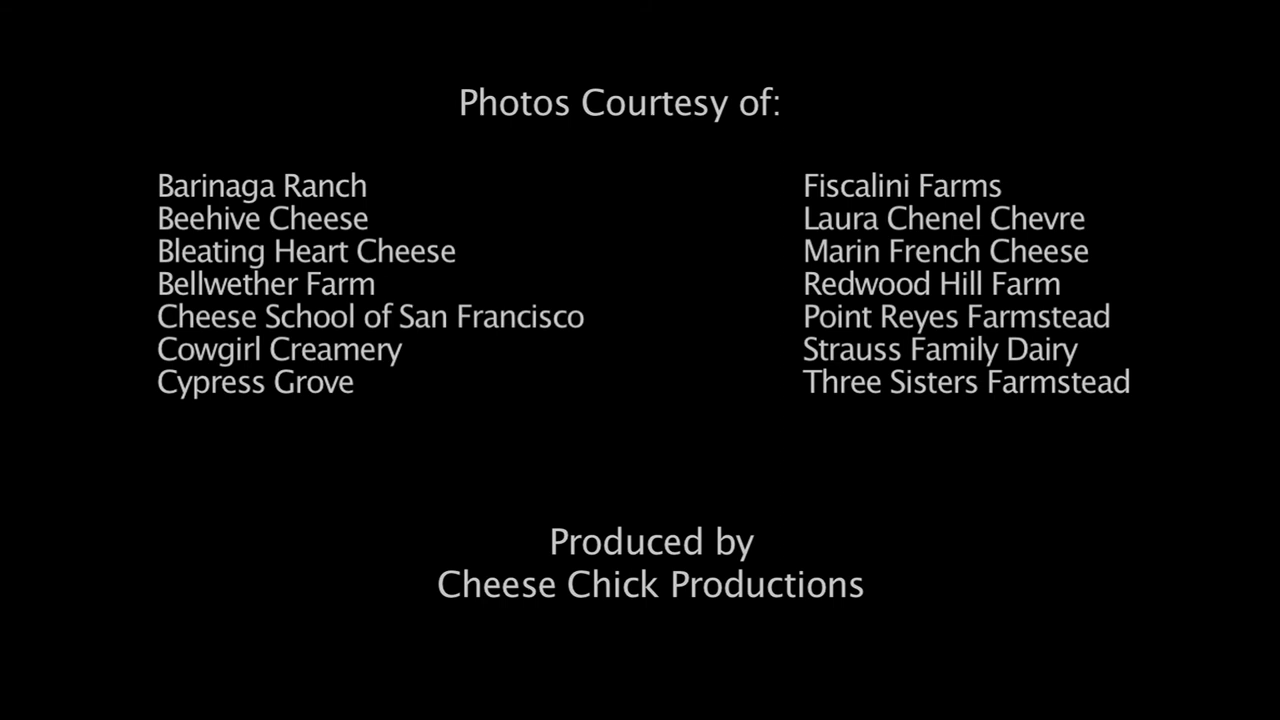 Photos Courtesy of:
Barinaga Ranch
Beehive Cheese
Bleating Heart Cheese
Bellwether Farm
Cheese School of San Francisco
Cowgirl Creamery
Cypress Grove
Fiscalini Farms
Laura Chenel Chevre
Marin French Cheese
Redwood Hill Farm
Point Reyes Farmstead
Strauss Family Dairy
Three Sisters Farmstead
Produced by
Cheese Chick Productions